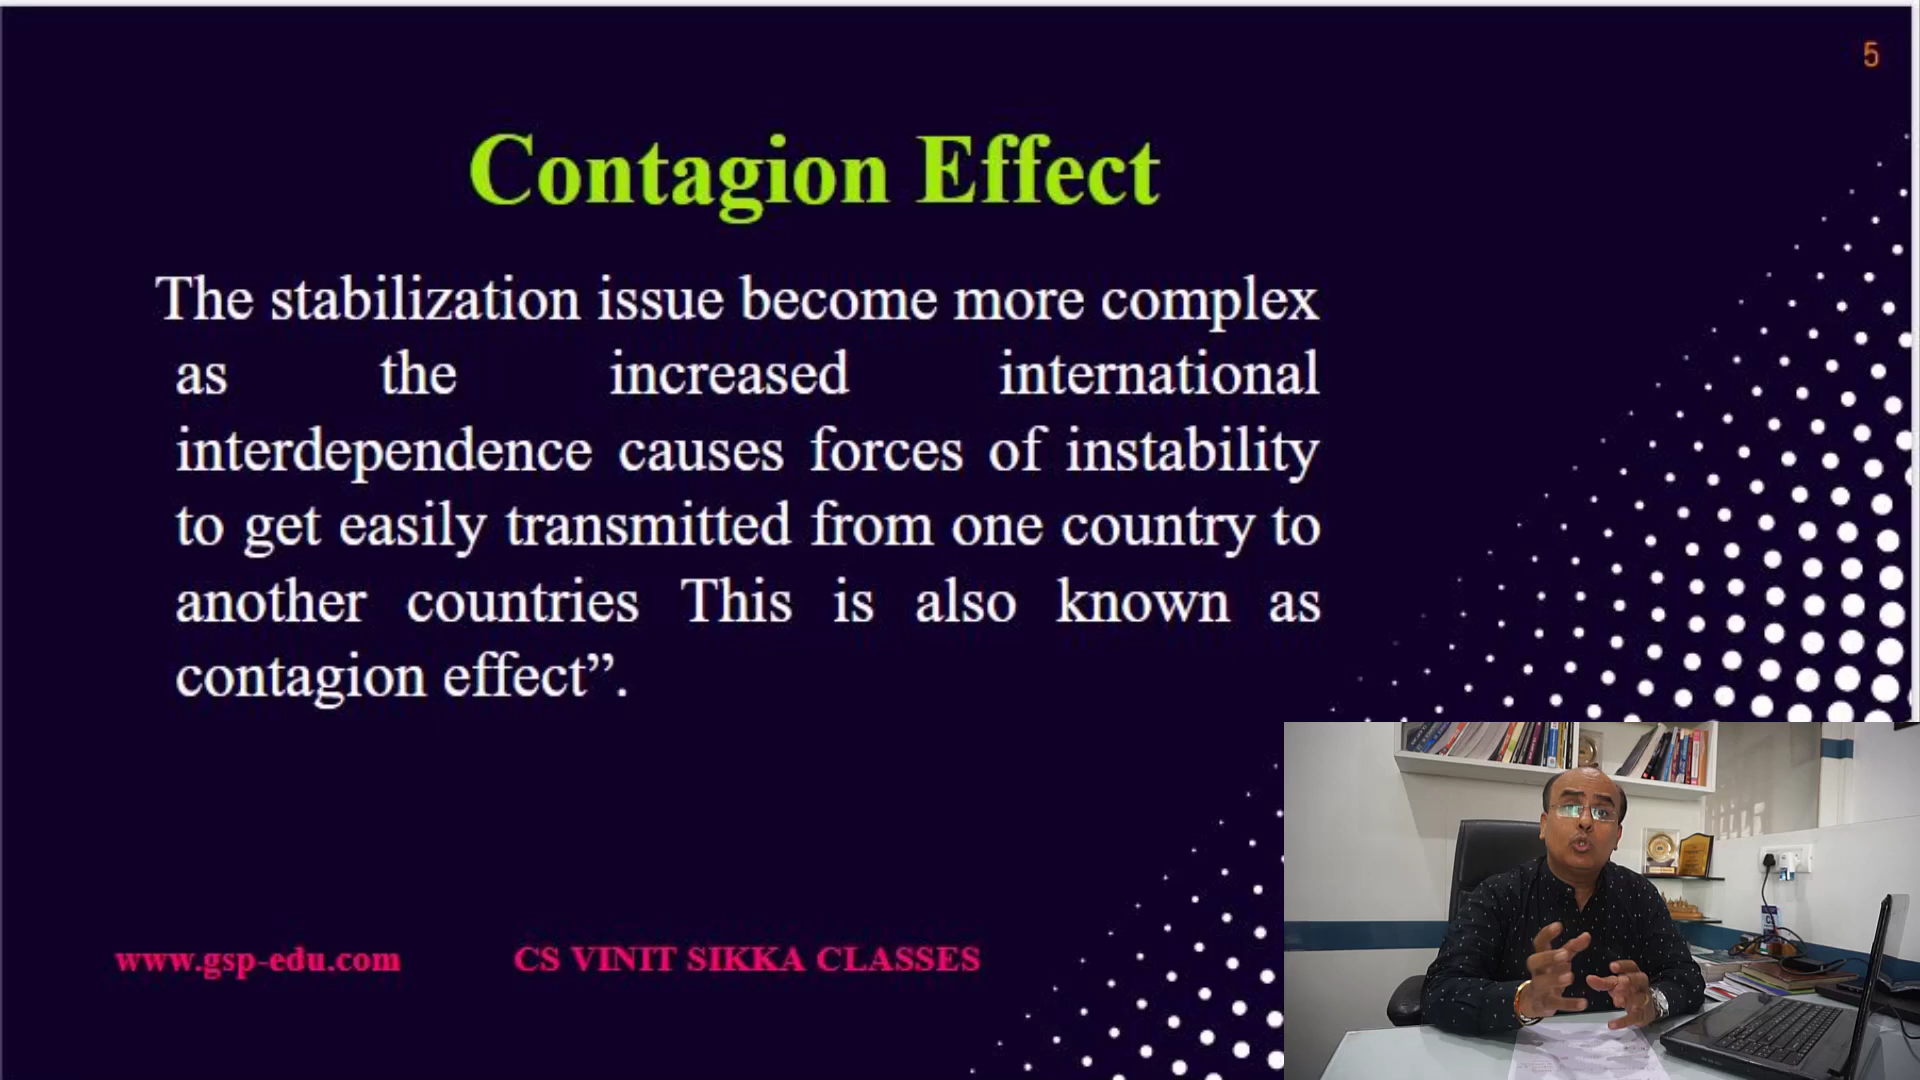 5
Contagion Effect
The stabilization issue become more complex
as the increased international
interdependence causes forces of instability
to get easily transmitted from one country to
another countries This is also known as
contagion effect”.
www.gsp-edu.com CS VINIT SIKKA CLASSES